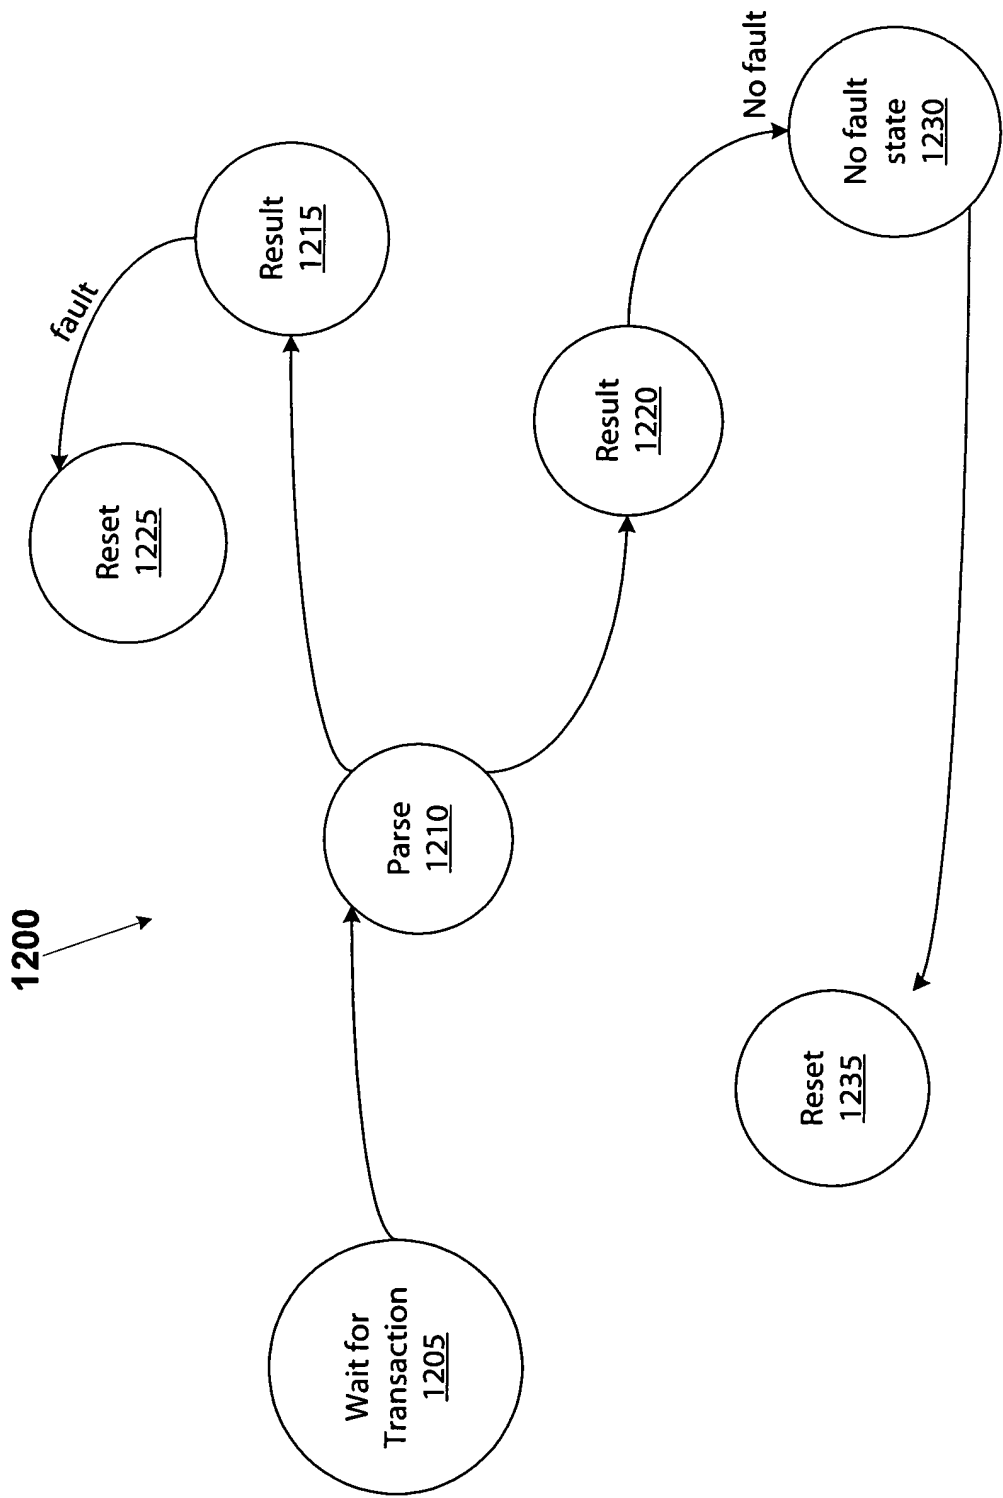 1200
Wait for
Transaction
1205
Parse
1210
Result
1215
fault
Reset
1225
Result
1220
No fault
No fault
state
1230
Reset
1235